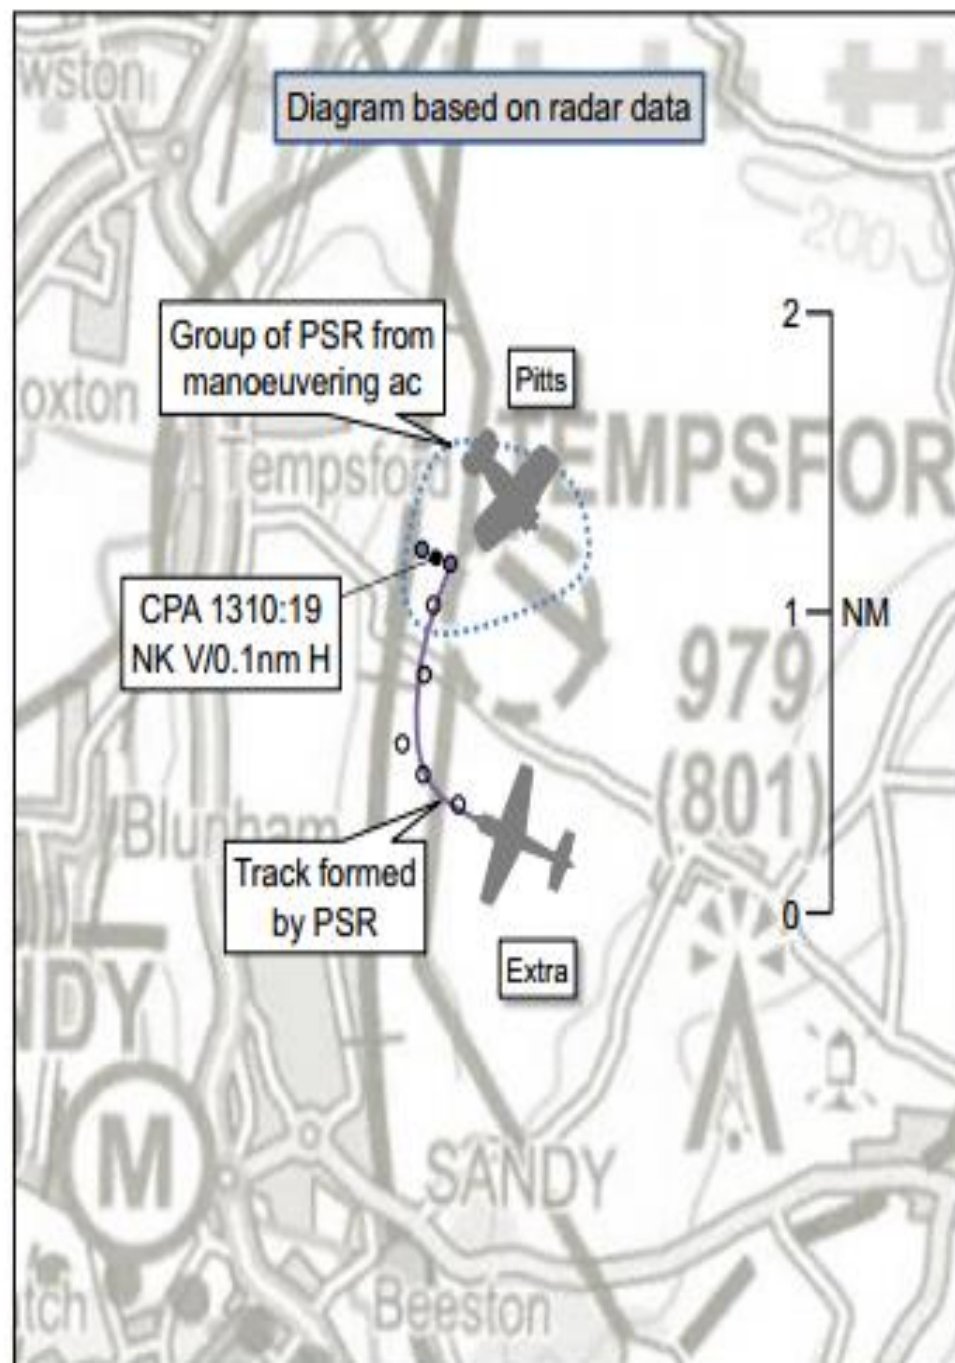 wston
Diagram based on radar data
200
2
Group of PSR from
manoeuvering ac
Pitts
oxton
Tempsford
TEMPSFOR
CPA 1310:19
NK V/0.1nm H
1
NM
979
(801)
Blunham
Track formed
by PSR
0
Extra
NDY
M
SANDY
Beeston
tch